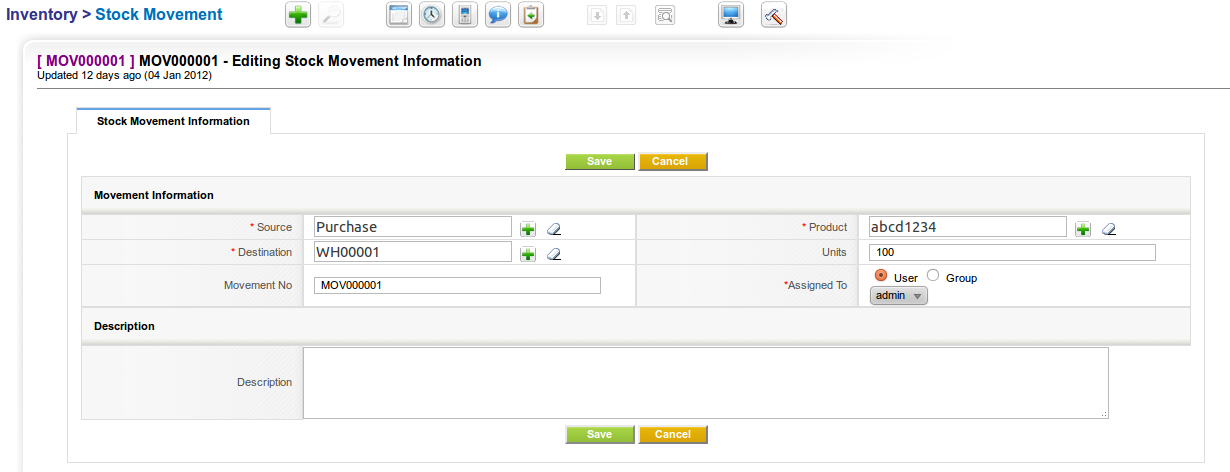 Inventory > Stock Movement
[ MOV000001 ] MOV000001 - Editing Stock Movement Information
Updated 12 days ago (04 Jan 2012)
Stock Movement Information
Save Cancel
Movement Information
* Source Purchase * Product abcd1234
* Destination WH00001 Units 100
Movement No MOV000001 *Assigned To User Group
admin
Description
Description
Save Cancel